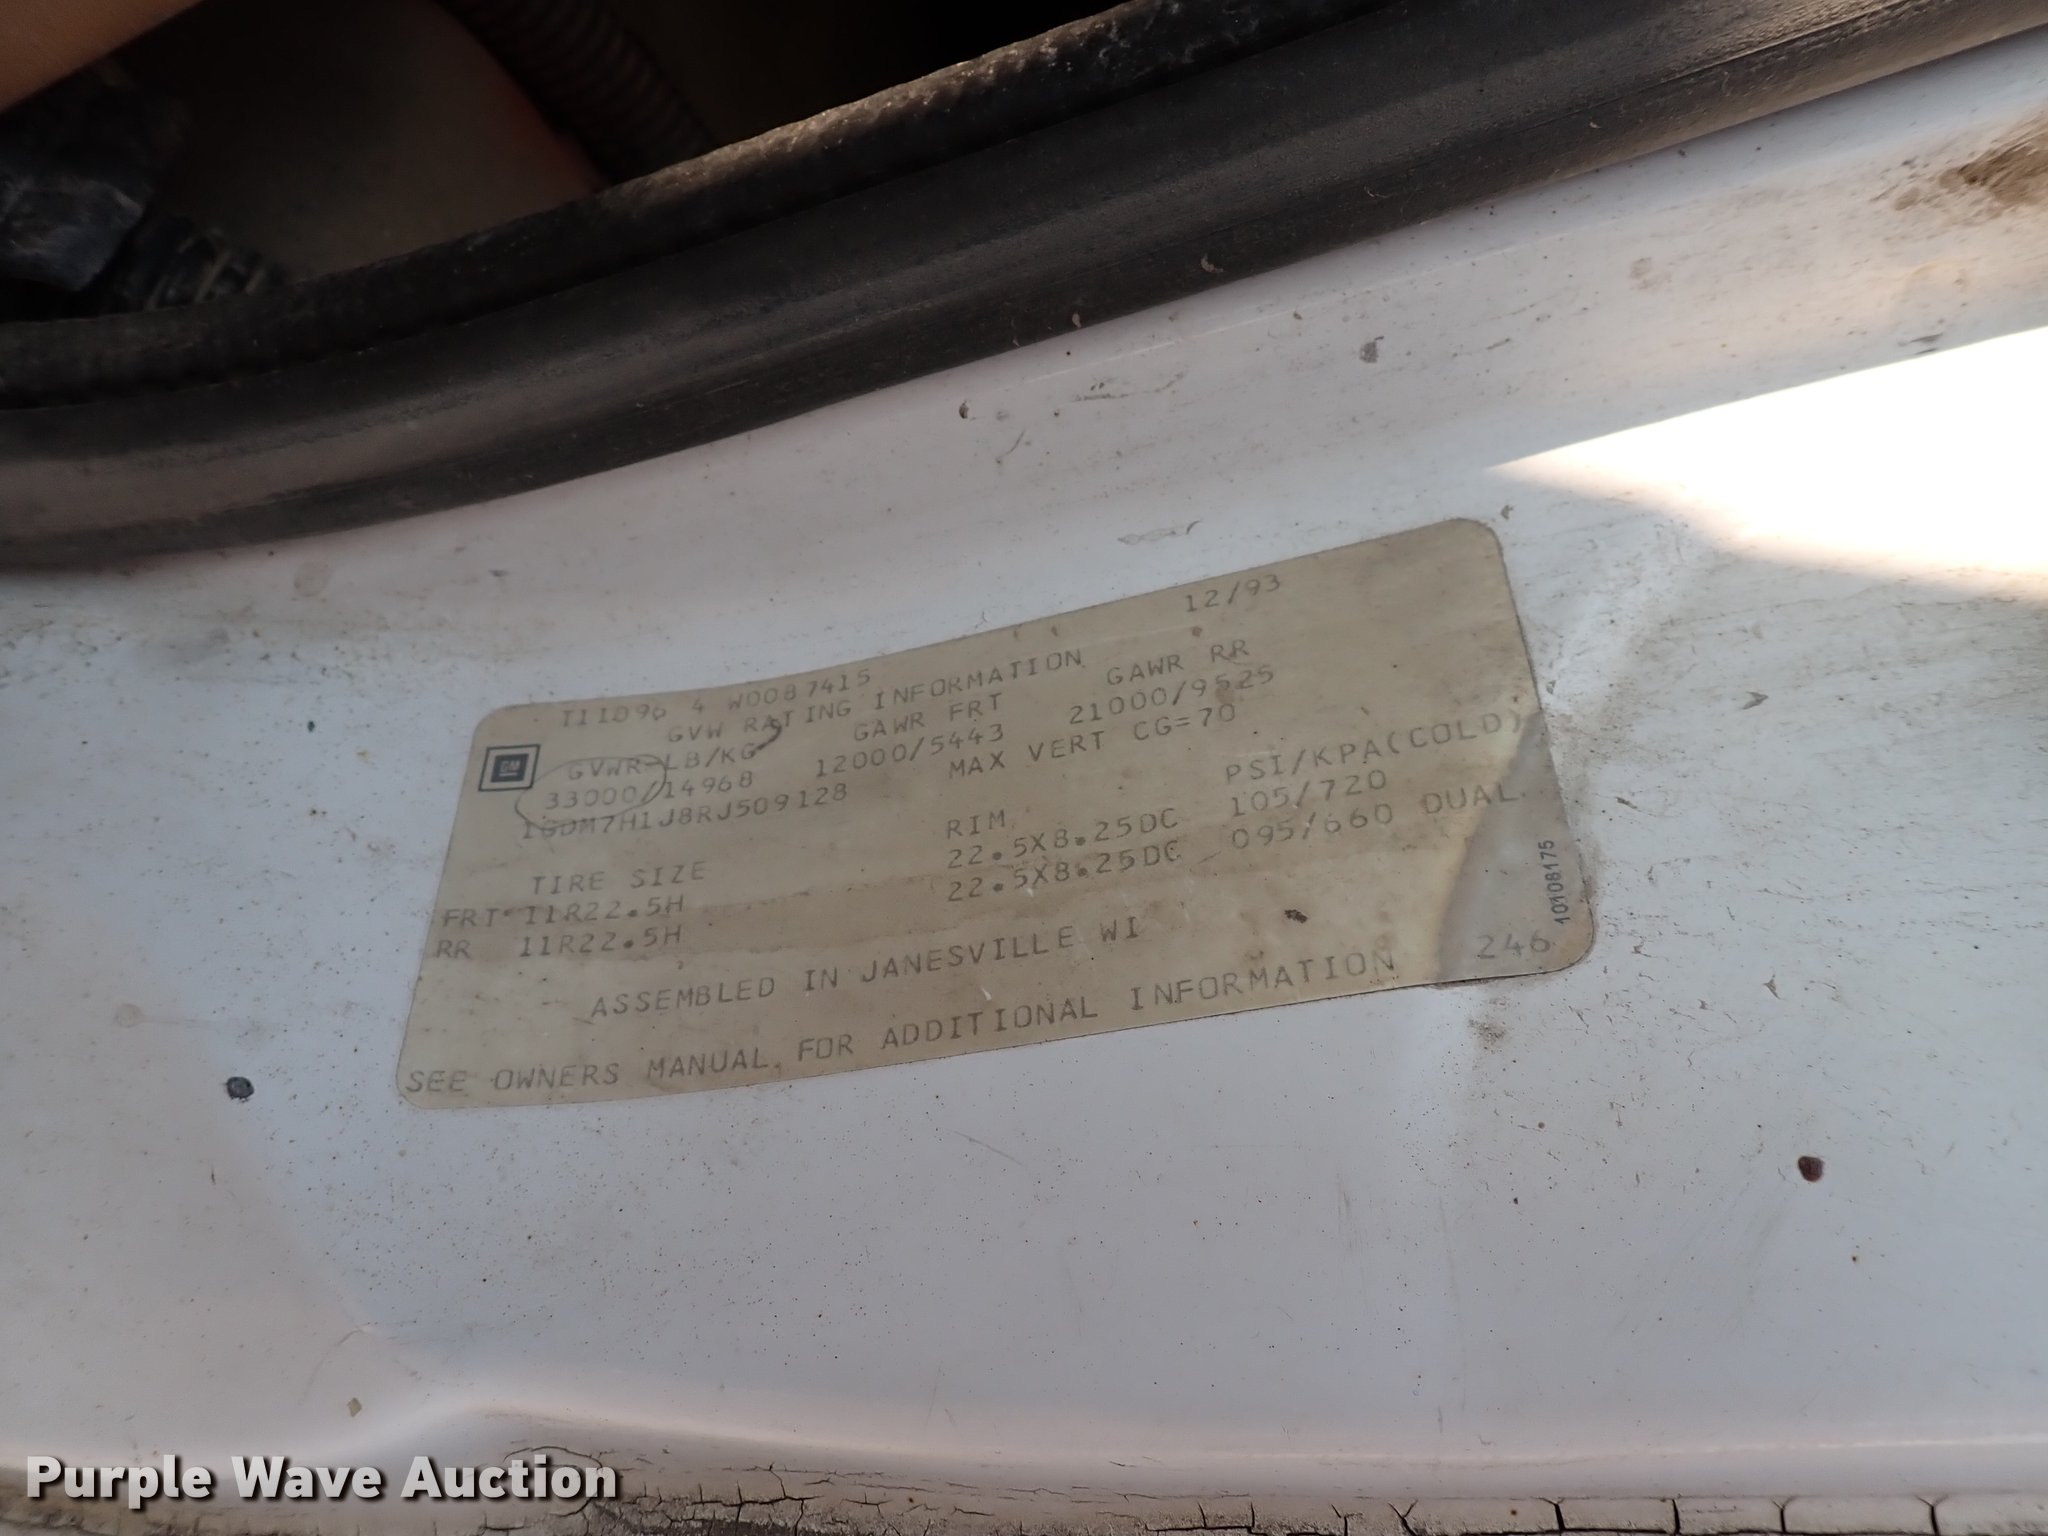 T11096 4 W0087415 12/93
GVW RATING INFORMATION
GM GVWR-LB/KG GAWR FRT GAWR RR
33000/14968 12000/5443 21000/9525
1GDM7H1J8RJ509128 MAX VERT CG=70
TIRE SIZE RIM PSI/KPA(COLD)
FRT 11R22.5H 22.5X8.25DC 105/720
RR 11R22.5H 22.5X8.25DC 095/660 DUAL
ASSEMBLED IN JANESVILLE WI
SEE OWNERS MANUAL FOR ADDITIONAL INFORMATION 246
10108175
Purple Wave Auction